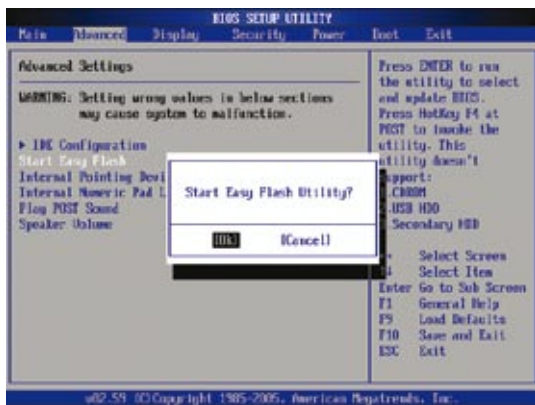 BIOS SETUP UTILITY
Main Advanced Display Security Power Boot Exit
Advanced Settings
WARNING: Setting wrong values in below sections
may cause system to malfunction.
▶ IDE Configuration
Start Easy Flash
Internal Pointing Devi
Internal Numeric Pad L
Play POST Sound
Speaker Volume
Start Easy Flash Utility?
[Ok] [Cancel]
Press ENTER to run
the utility to select
and update BIOS.
Press HotKey F4 at
POST to invoke the
utility. This
utility doesn't
support:
.CDROM
.USB HDD
Secondary HDD
Select Screen
Select Item
Enter Go to Sub Screen
F1 General Help
F9 Load Defaults
F10 Save and Exit
ESC Exit
v02.59 (C)Copyright 1985-2005, American Megatrends, Inc.